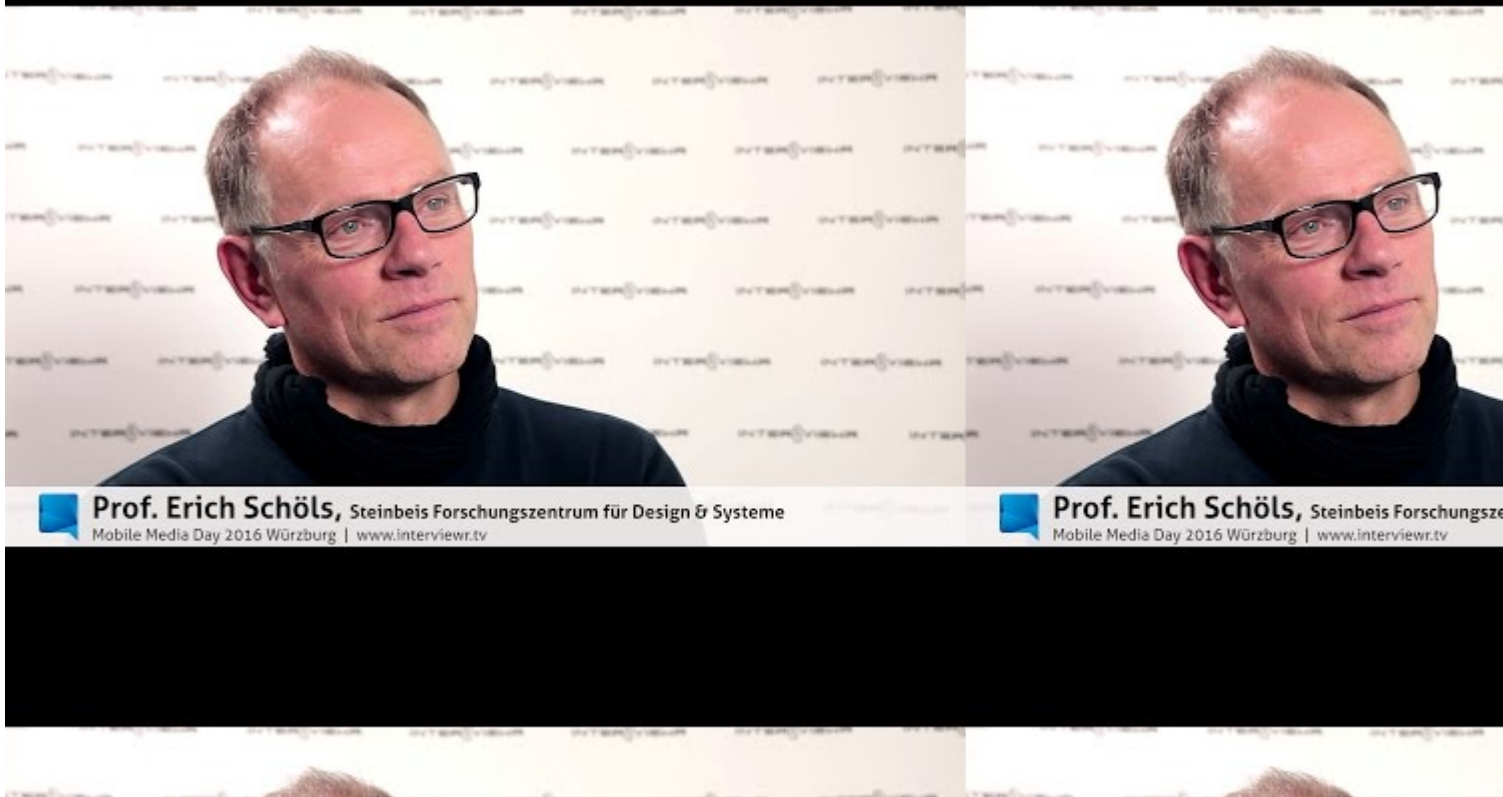 Prof. Erich Schöls, Steinbeis Forschungszentrum für Design & Systeme
Mobile Media Day 2016 Würzburg | www.interviewr.tv
Prof. Erich Schöls, Steinbeis Forschungsze
Mobile Media Day 2016 Würzburg | www.interviewr.tv